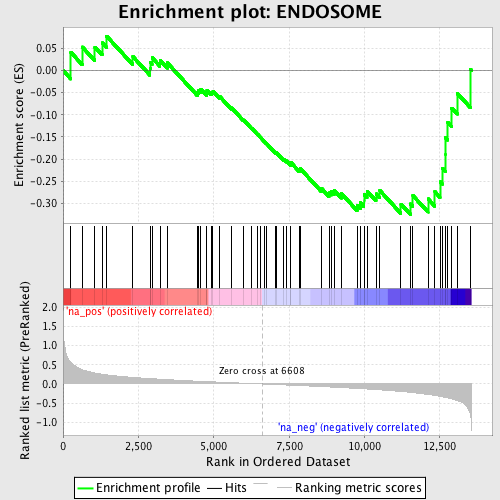 Enrichment plot: ENDOSOME
Enrichment score (ES)
0.05
0.00
-0.05
-0.10
-0.15
-0.20
-0.25
-0.30
'na_pos' (positively correlated)
Ranked list metric (PreRanked)
2.0
1.5
1.0
0.5
0.0
-0.5
-1.0
Zero cross at 6608
'na_neg' (negatively correlated)
0
2,500
5,000
7,500
10,000
12,500
Rank in Ordered Dataset
Enrichment profile
Hits
Ranking metric scores